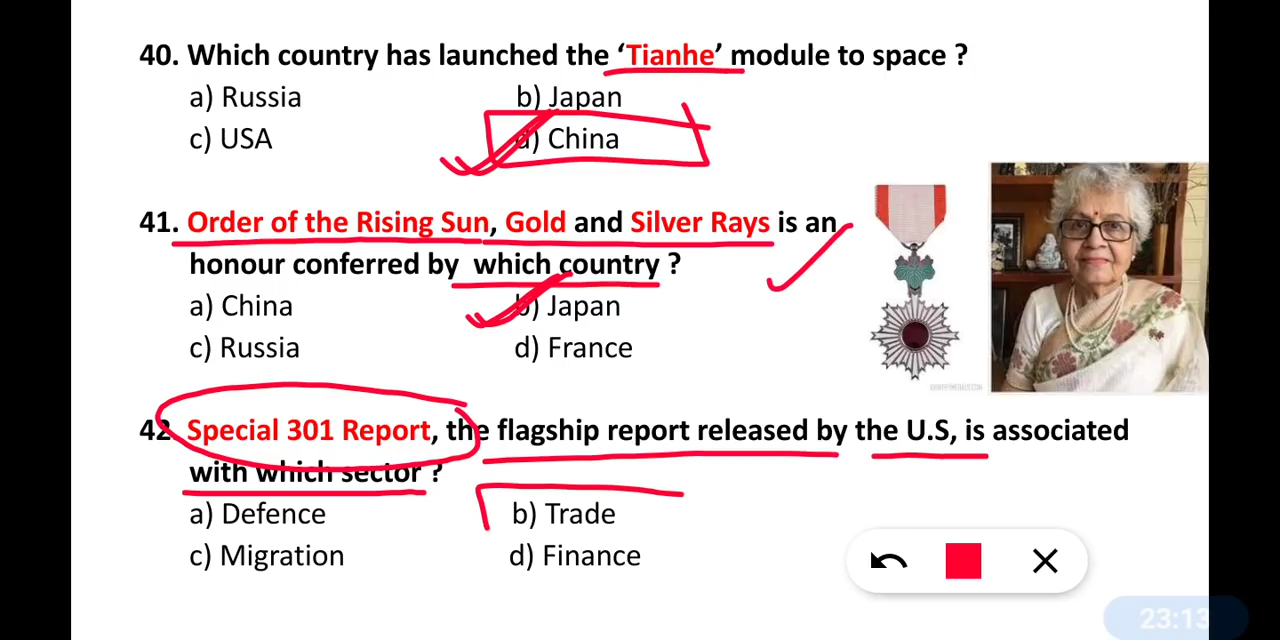 40. Which country has launched the ‘Tianhe’ module to space ?
a) Russia b) Japan
c) USA d) China
41. Order of the Rising Sun, Gold and Silver Rays is an
honour conferred by which country ?
a) China b) Japan
c) Russia d) France
42. Special 301 Report, the flagship report released by the U.S, is associated
with which sector ?
a) Defence b) Trade
c) Migration d) Finance
23:13